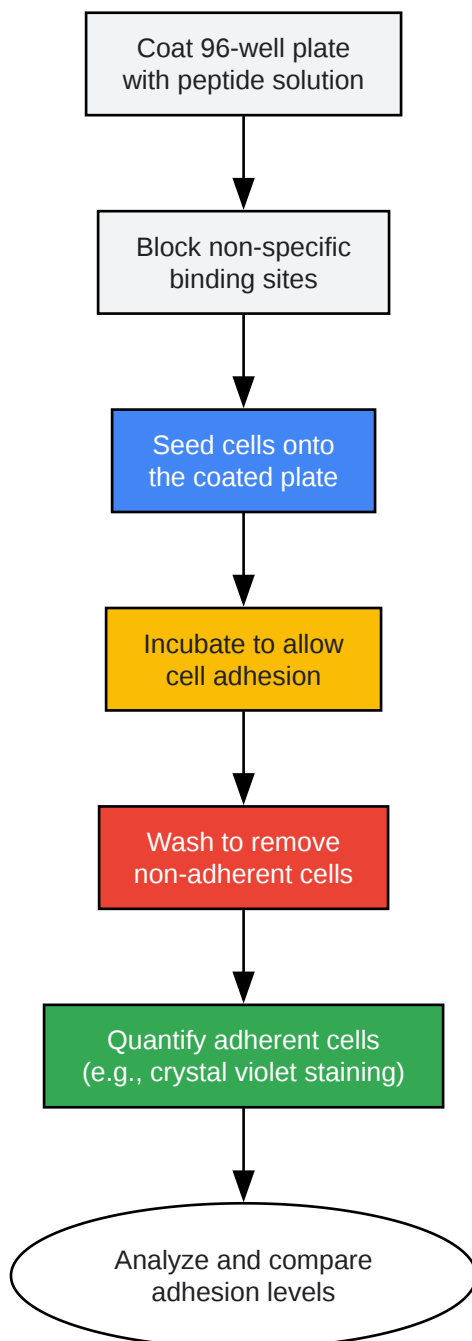 Coat 96-well plate
with peptide solution
Block non-specific
binding sites
Seed cells onto
the coated plate
Incubate to allow
cell adhesion
Wash to remove
non-adherent cells
Quantify adherent cells
(e.g., crystal violet staining)
Analyze and compare
adhesion levels